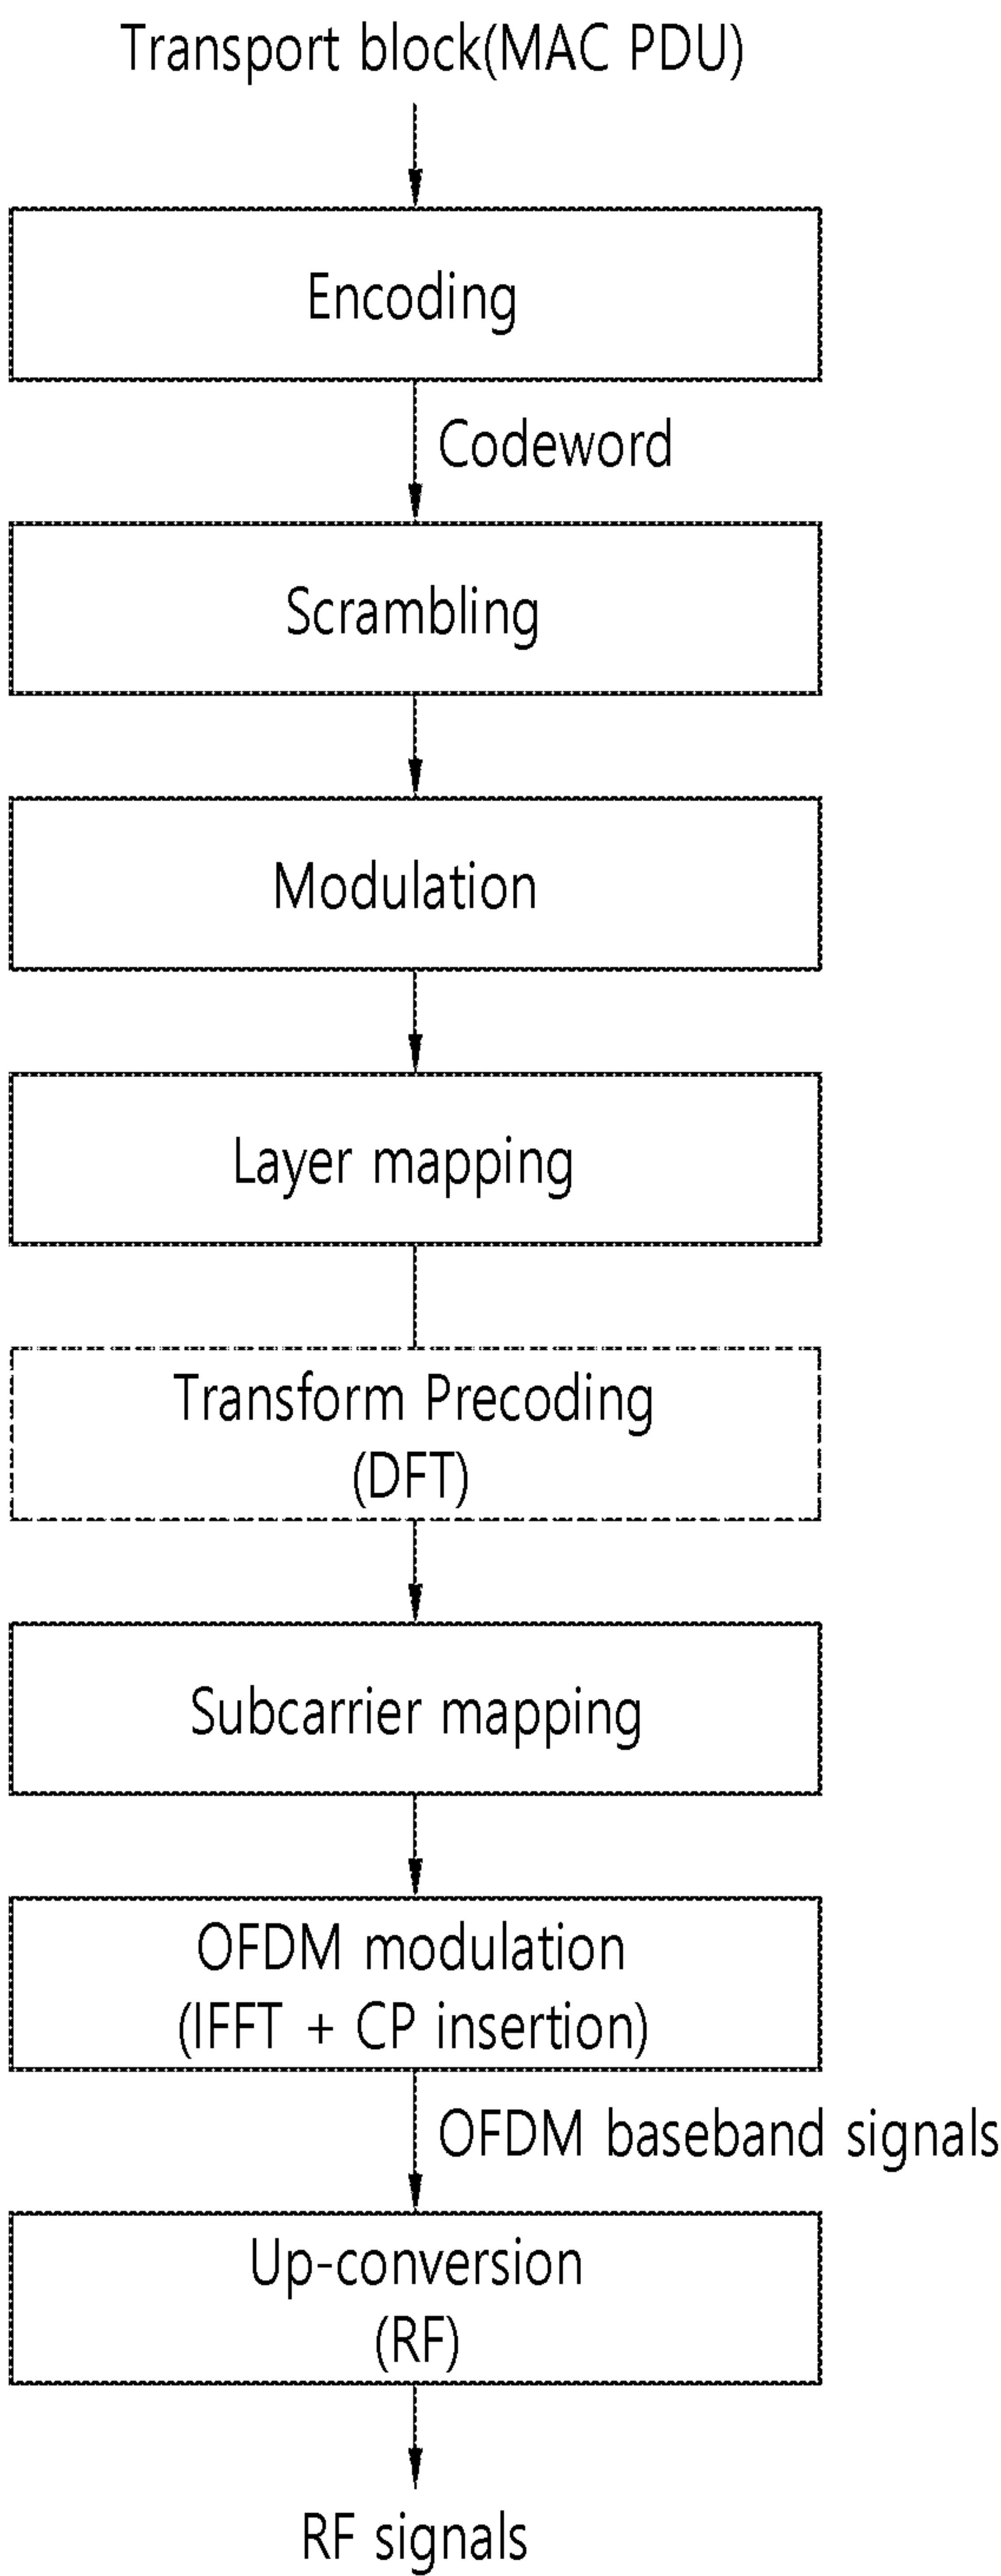 Transport block(MAC PDU)
Encoding
Codeword
Scrambling
Modulation
Layer mapping
Transform Precoding
(DFT)
Subcarrier mapping
OFDM modulation
(IFFT + CP insertion)
OFDM baseband signals
Up-conversion
(RF)
RF signals